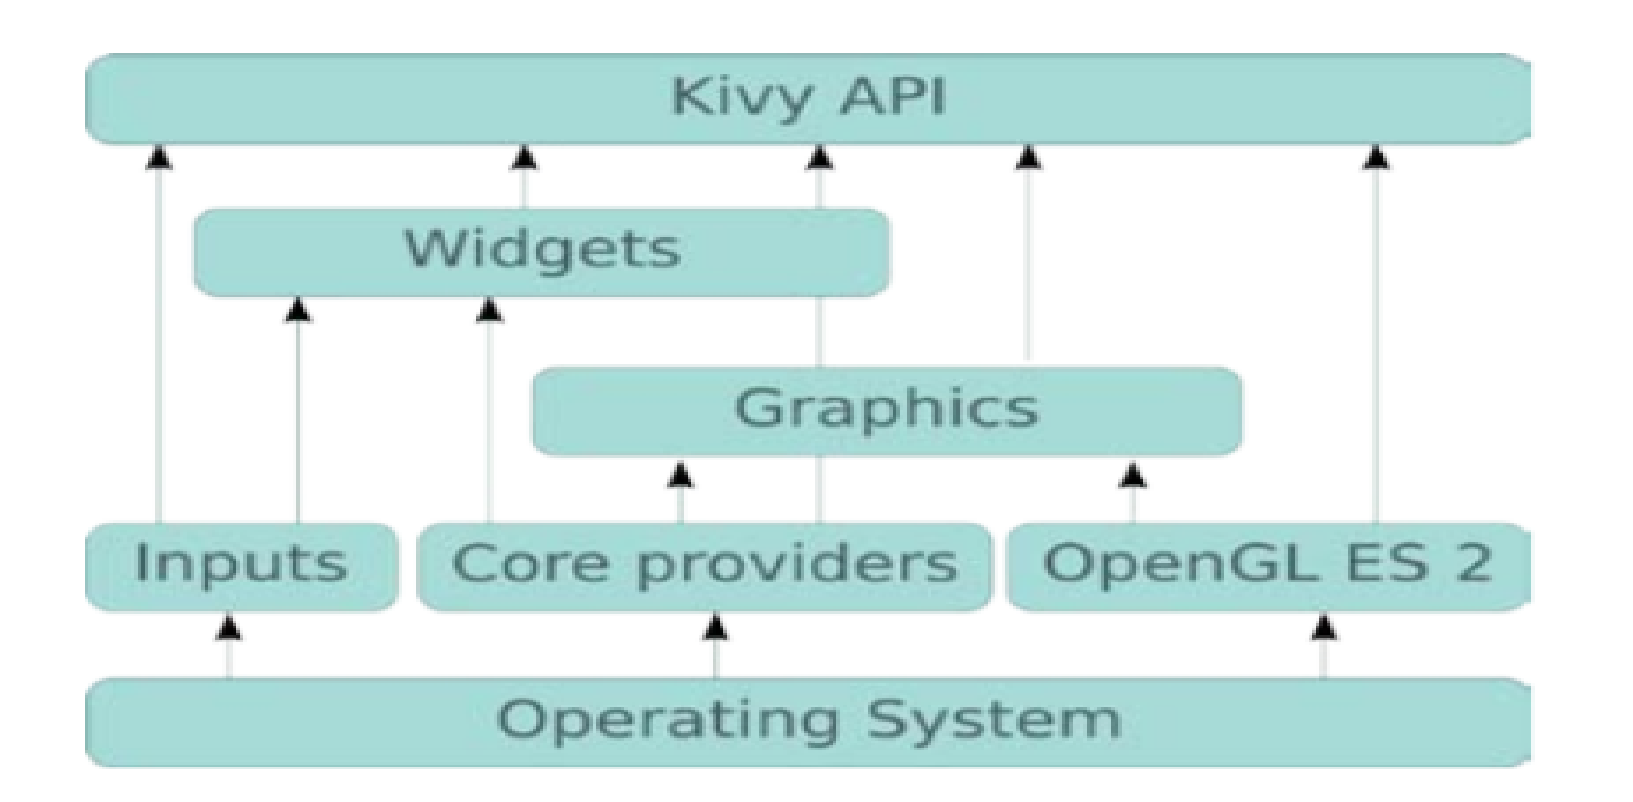 Kivy API
Widgets
Graphics
Inputs
Core providers
OpenGL ES 2
Operating System